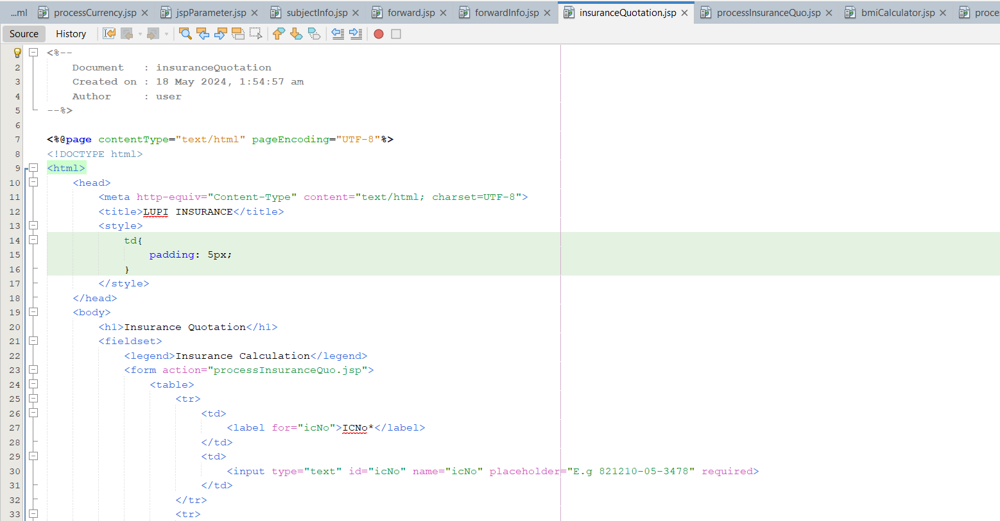 ...ml processCurrency.jsp jspParameter.jsp subjectInfo.jsp forward.jsp forwardInfo.jsp insuranceQuotation.jsp processInsuranceQuo.jsp bmiCalculator.jsp proce
Source History
<%--
2 Document : insuranceQuotation
3 Created on : 18 May 2024, 1:54:57 am
4 Author : user
5 --%>
6
7 <%@page contentType="text/html" pageEncoding="UTF-8"%>
8 <!DOCTYPE html>
9 <html>
10 <head>
11 <meta http-equiv="Content-Type" content="text/html; charset=UTF-8">
12 <title>LUPI INSURANCE</title>
13 <style>
14 td{
15 padding: 5px;
16 }
17 </style>
18 </head>
19 <body>
20 <h1>Insurance Quotation</h1>
21 <fieldset>
22 <legend>Insurance Calculation</legend>
23 <form action="processInsuranceQuo.jsp">
24 <table>
25 <tr>
26 <td>
27 <label for="icNo">ICNo*</label>
28 </td>
29 <td>
30 <input type="text" id="icNo" name="icNo" placeholder="E.g 821210-05-3478" required>
31 </td>
32 </tr>
33 <tr>